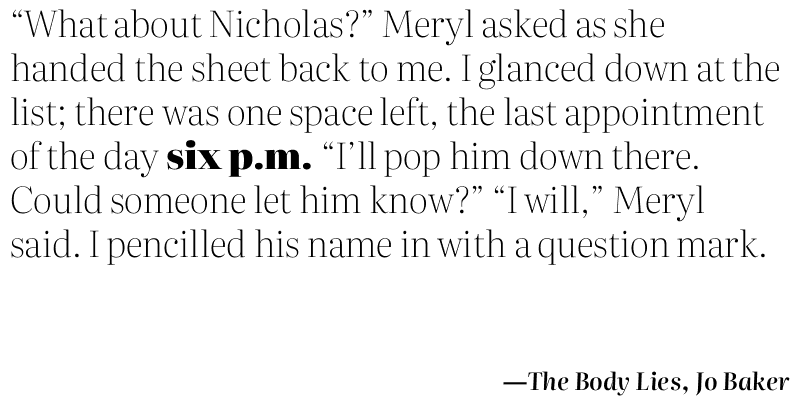 “What about Nicholas?” Meryl asked as she
handed the sheet back to me. I glanced down at the
list; there was one space left, the last appointment
of the day six p.m. “I’ll pop him down there.
Could someone let him know?” “I will,” Meryl
said. I pencilled his name in with a question mark.
—The Body Lies, Jo Baker